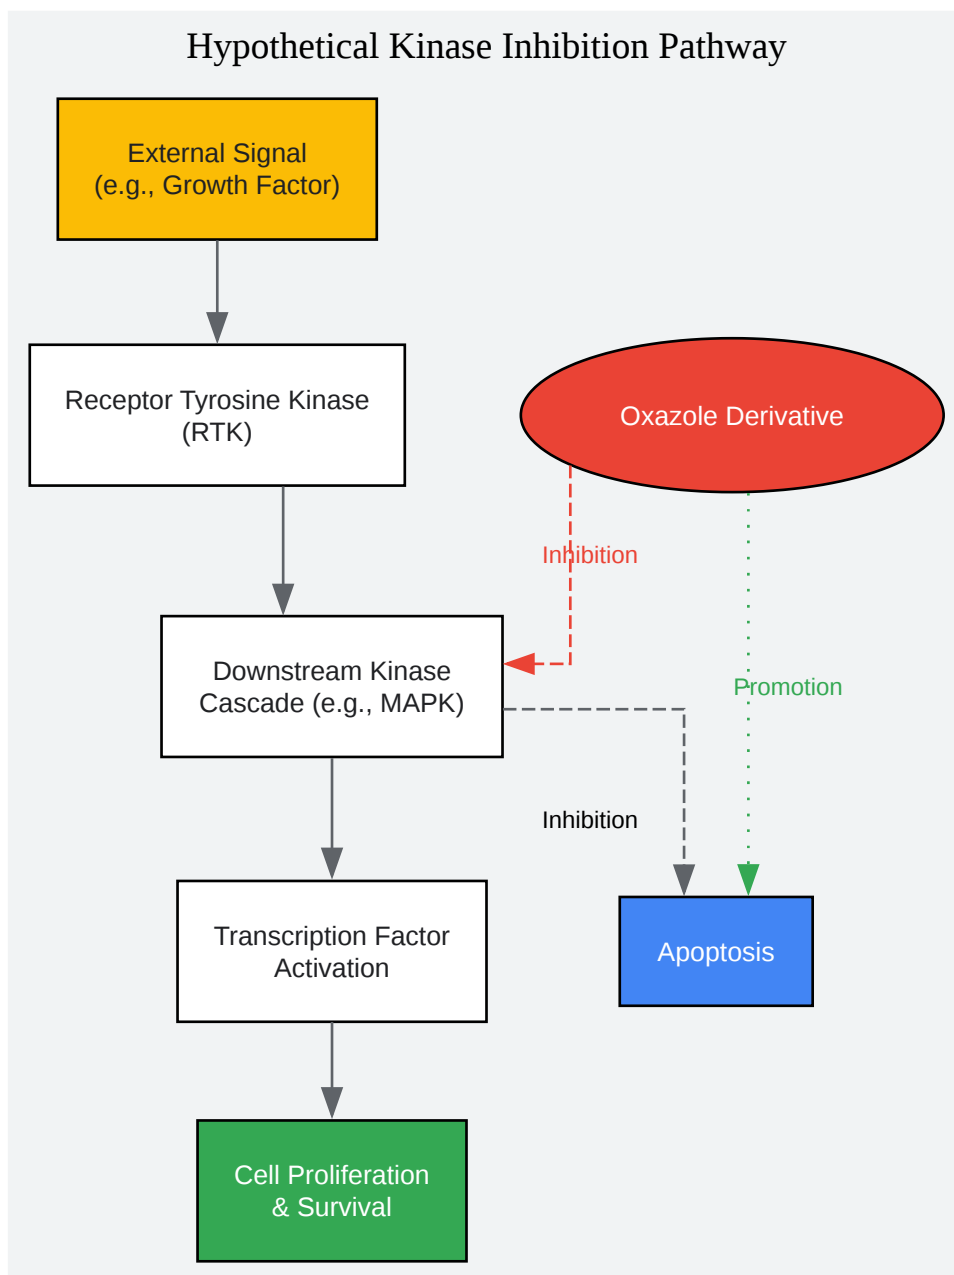 Hypothetical Kinase Inhibition Pathway
External Signal
(e.g., Growth Factor)
Receptor Tyrosine Kinase
(RTK)
Oxazole Derivative
Inhibition
Downstream Kinase
Cascade (e.g., MAPK)
Promotion
Inhibition
Transcription Factor
Activation
Apoptosis
Cell Proliferation
& Survival